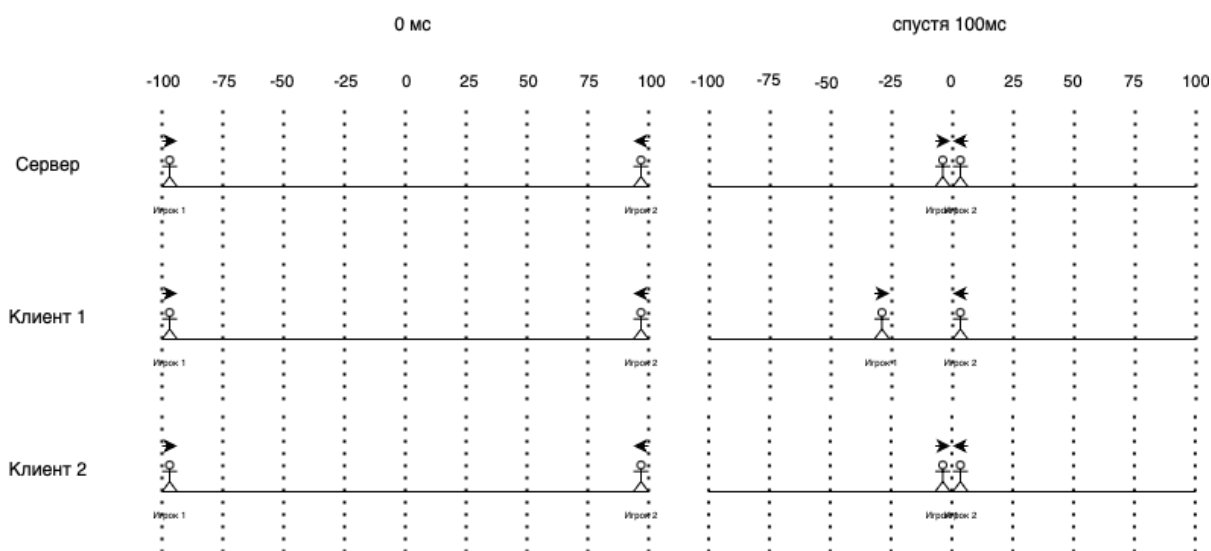 0 мс спустя 100мс
-100 -75 -50 -25 0 25 50 75 100 -100 -75 -50 -25 0 25 50 75 100
Сервер
Игрок 1 Игрок 2 Игрок 2
Клиент 1
Игрок 1 Игрок 2 Игрок 1 Игрок 2
Клиент 2
Игрок 1 Игрок 2 Игрок 2